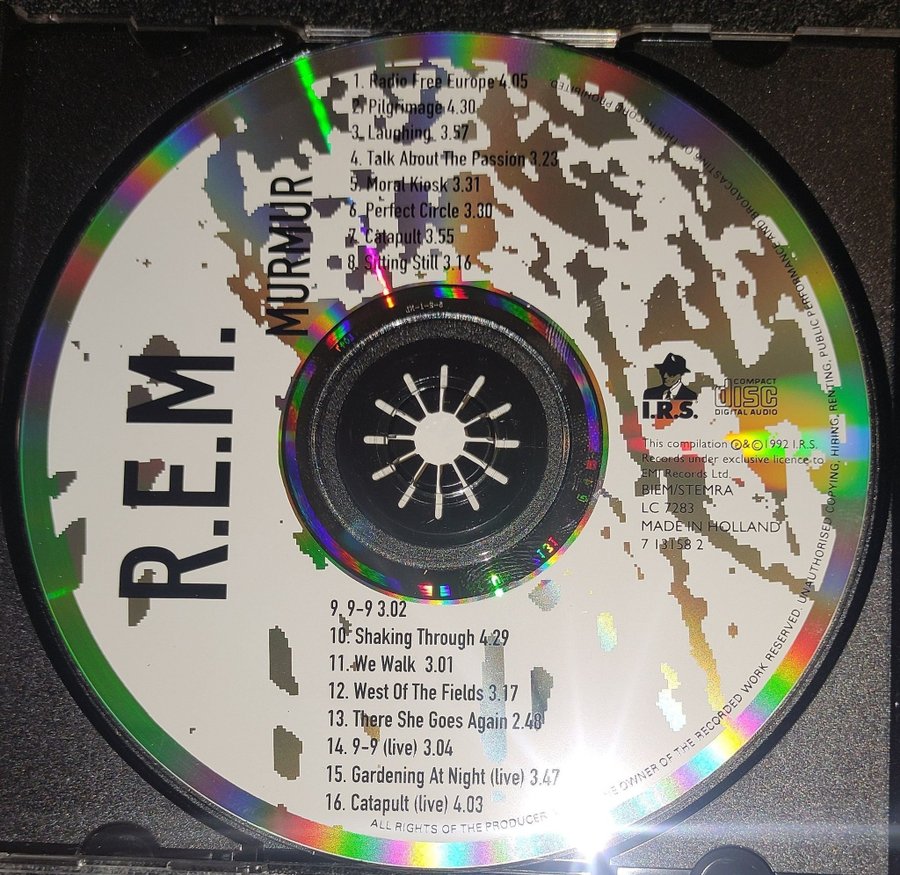 1. Radio Free Europe 4.05
2. Pilgrimage 4.30
3. Laughing 3.57
4. Talk About The Passion 3.23
5. Moral Kiosk 3.31
6. Perfect Circle 3.30
7. Catapult 3.55
8. Sitting Still 3.16
MURMUR
R.E.M.
I.R.S.
COMPACT
disc
DIGITAL AUDIO
This compilation ℗ & © 1992 I.R.S.
Records under exclusive licence to
EMI Records Ltd.
BIEM/STEMRA
LC 7283
MADE IN HOLLAND
7 13158 2
9. 9-9 3.02
10. Shaking Through 4.29
11. We Walk 3.01
12. West Of The Fields 3.17
13. There She Goes Again 2.48
14. 9-9 (live) 3.04
15. Gardening At Night (live) 3.47
16. Catapult (live) 4.03
ALL RIGHTS OF THE PRODUCER OWNER OF THE RECORDED WORK RESERVED. UNAUTHORISED COPYING, HIRING, RENTING, PUBLIC PERFORMANCE AND BROADCASTING OF THIS RECORD PROHIBITED